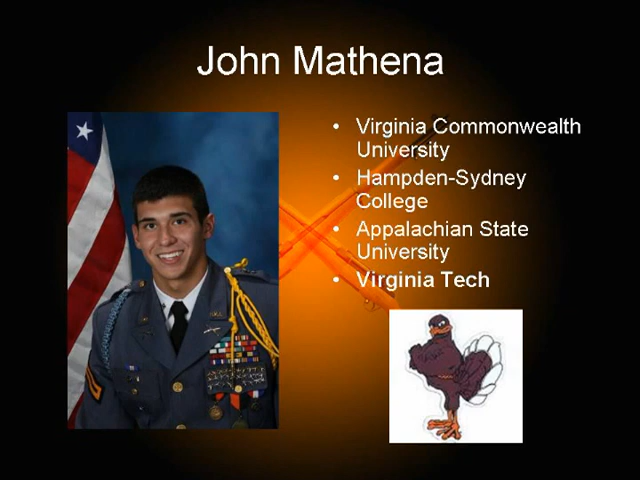 John Mathena
• Virginia Commonwealth
University
• Hampden-Sydney
College
• Appalachian State
University
• Virginia Tech